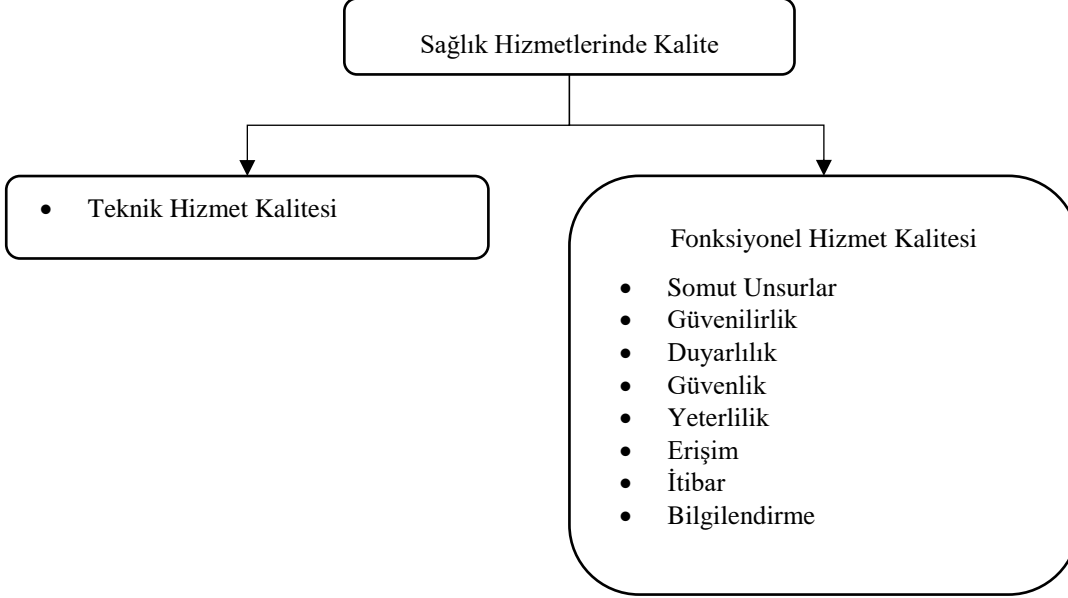 Sağlık Hizmetlerinde Kalite
• Teknik Hizmet Kalitesi
Fonksiyonel Hizmet Kalitesi
• Somut Unsurlar
• Güvenilirlik
• Duyarlılık
• Güvenlik
• Yeterlilik
• Erişim
• İtibar
• Bilgilendirme